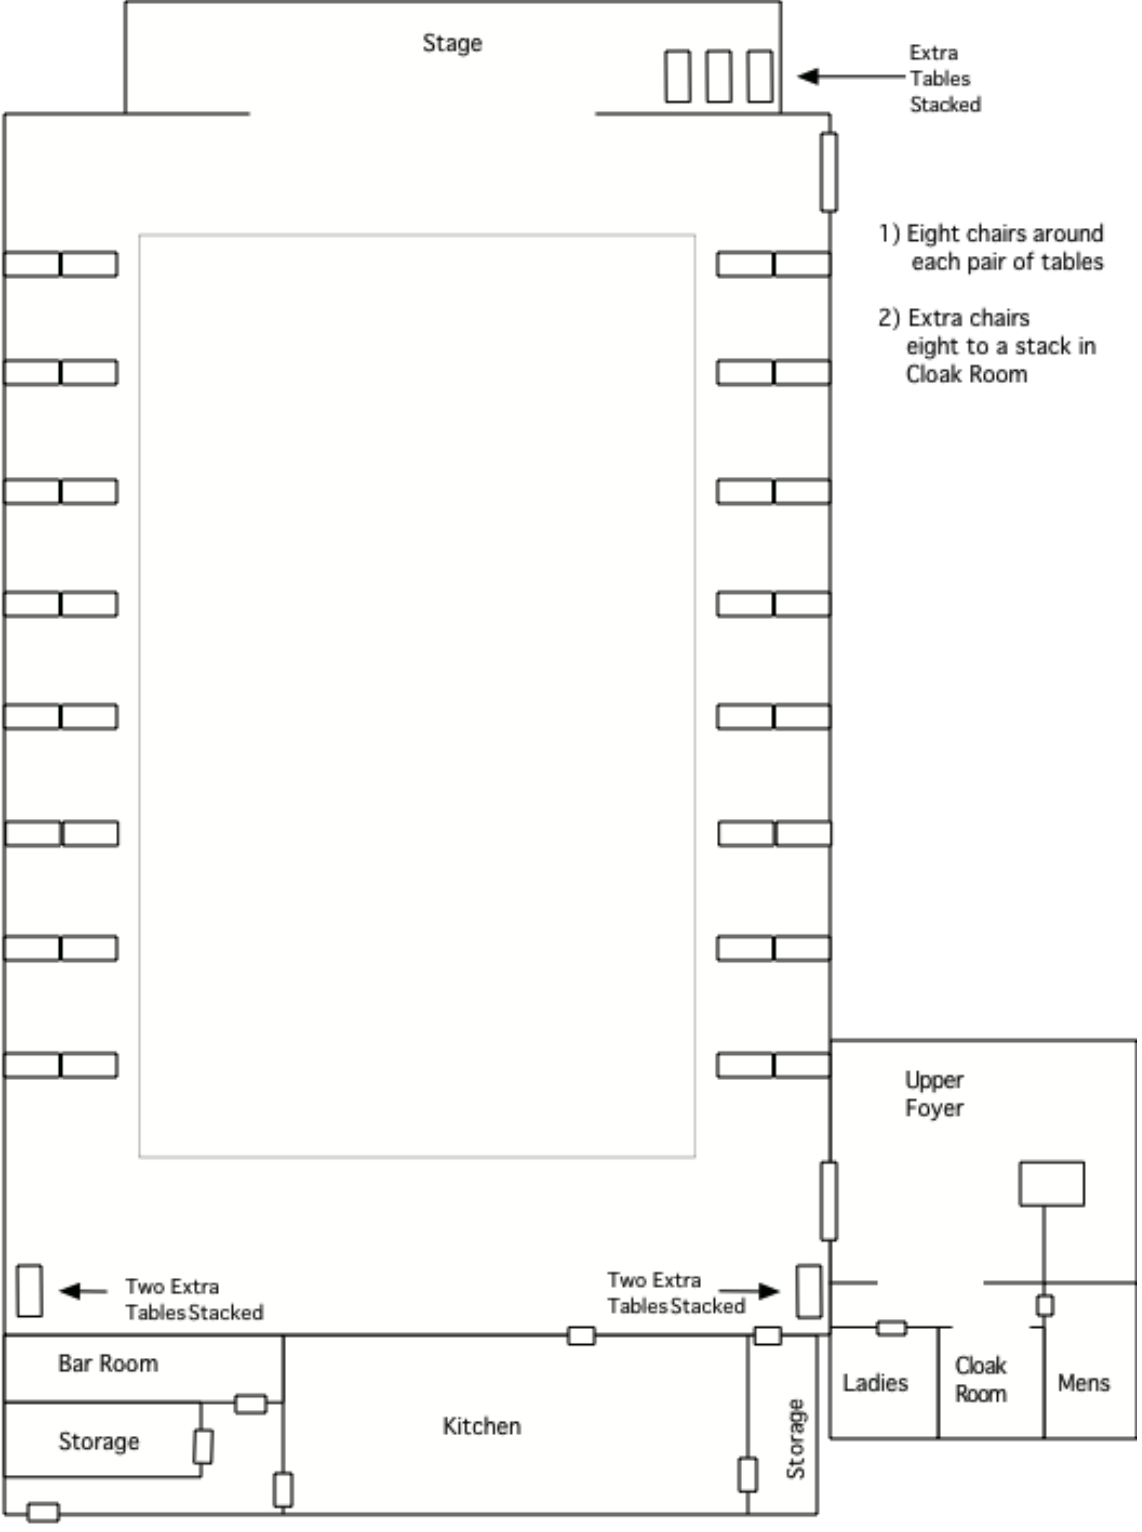 Stage
Extra
Tables
Stacked
1) Eight chairs around
each pair of tables
2) Extra chairs
eight to a stack in
Cloak Room
Upper
Foyer
Two Extra
Tables Stacked
Two Extra
Tables Stacked
Bar Room
Storage
Kitchen
Storage
Ladies
Cloak
Room
Mens